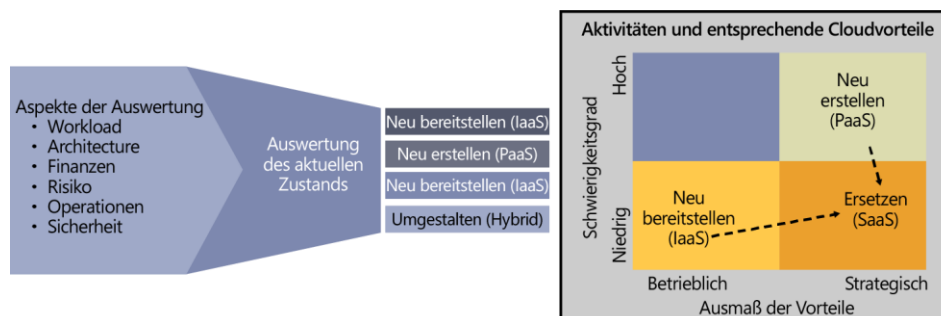 Aspekte der Auswertung
• Workload
• Architecture
• Finanzen
• Risiko
• Operationen
• Sicherheit
Auswertung
des aktuellen
Zustands
Neu bereitstellen (IaaS)
Neu erstellen (PaaS)
Neu bereitstellen (IaaS)
Umgestalten (Hybrid)
Aktivitäten und entsprechende Cloudvorteile
Schwierigkeitsgrad
Hoch
Niedrig
Neu
erstellen
(PaaS)
Neu
bereitstellen
(IaaS)
Ersetzen
(SaaS)
Betrieblich
Strategisch
Ausmaß der Vorteile